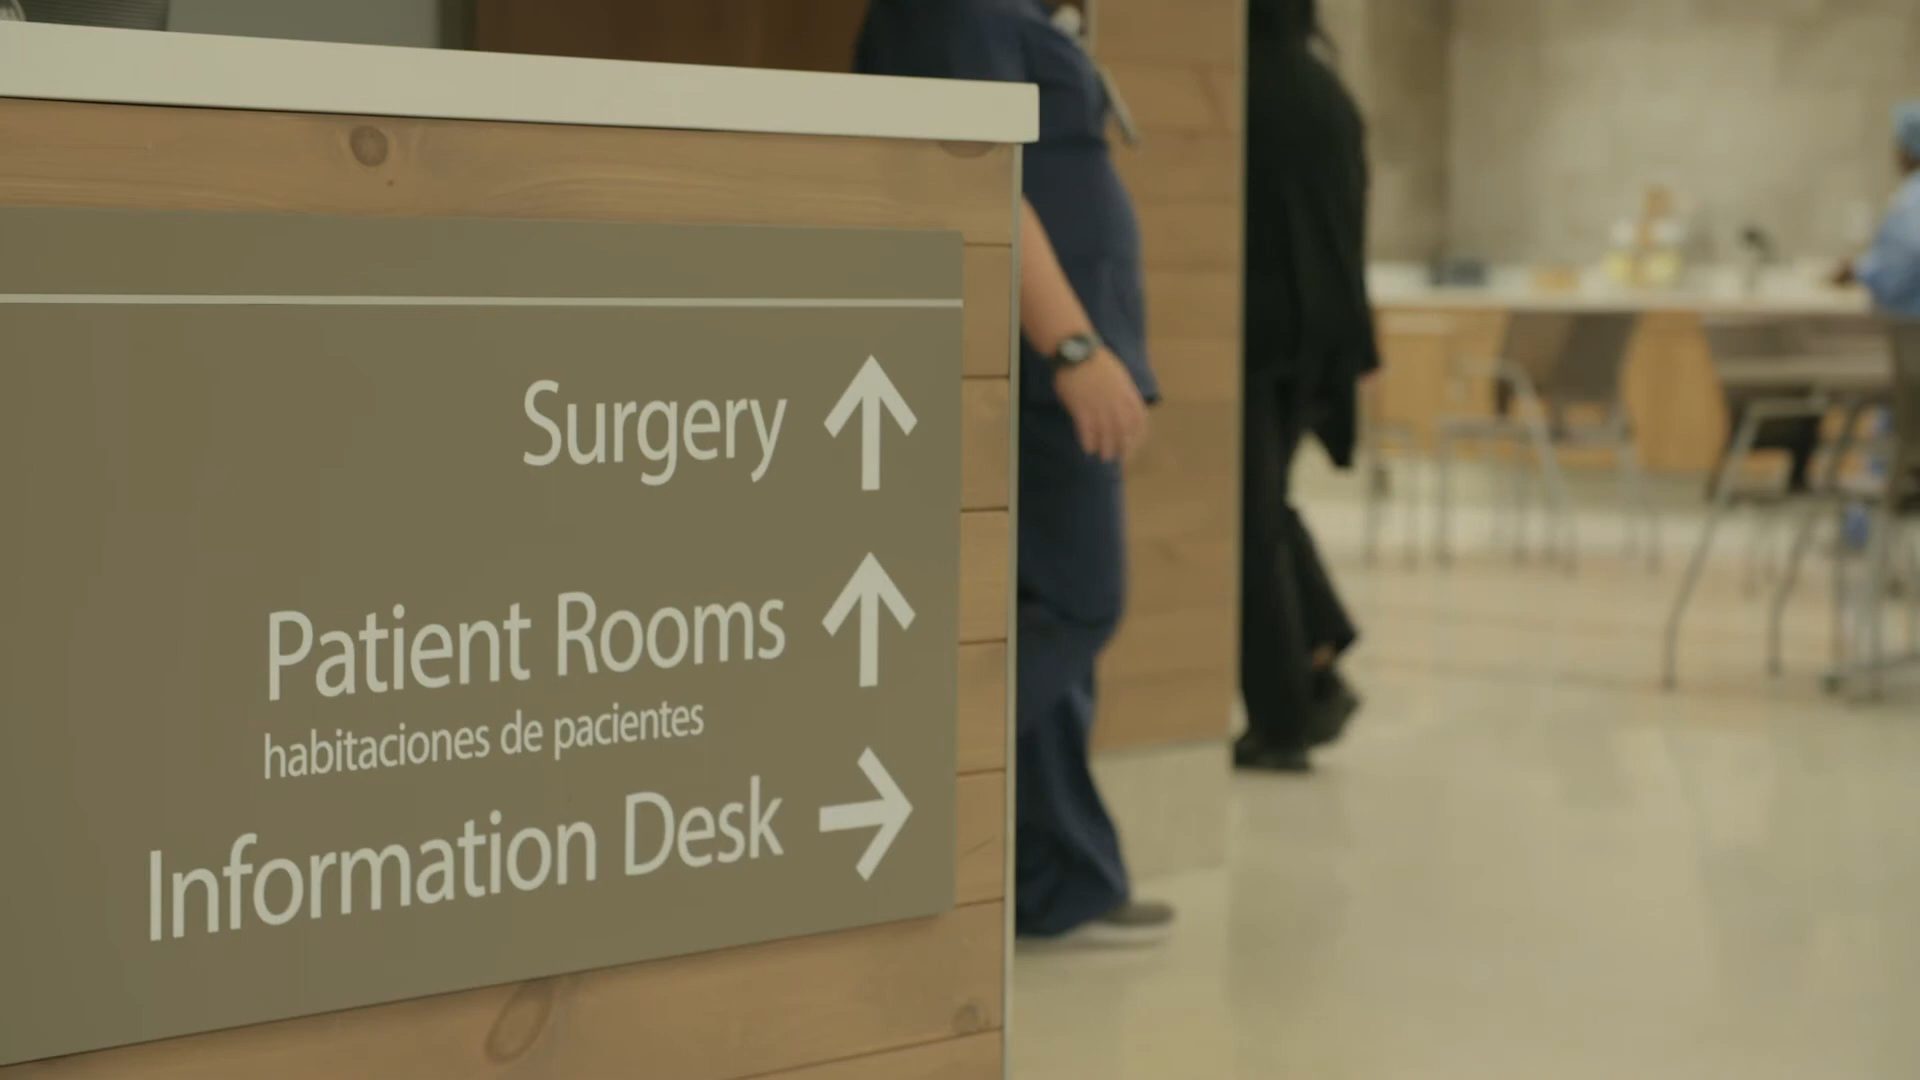 Surgery ↑
Patient Rooms ↑
habitaciones de pacientes
Information Desk →